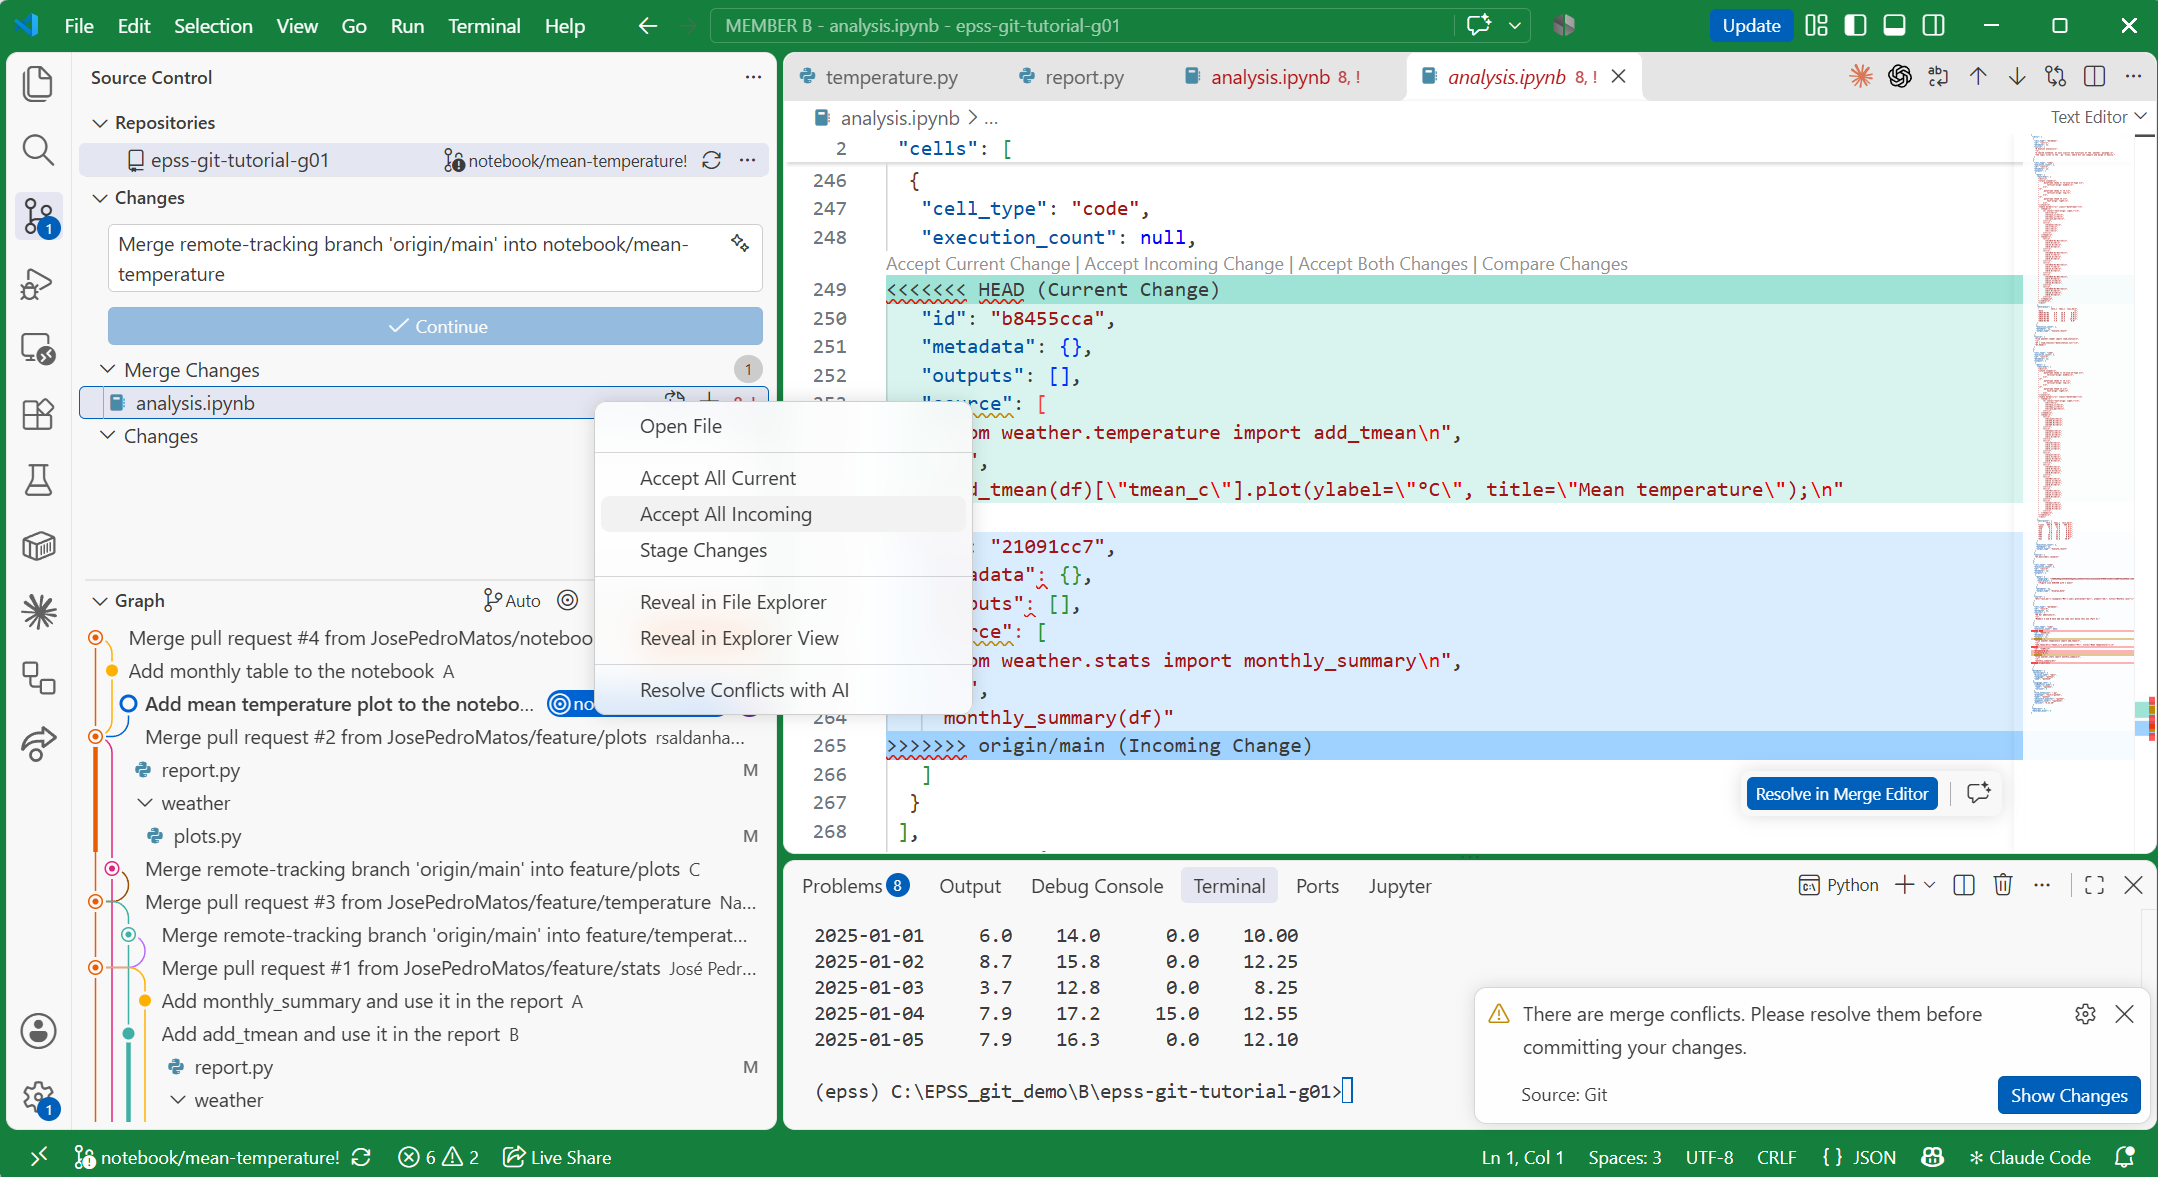 File Edit Selection View Go Run Terminal Help
MEMBER B - analysis.ipynb - epss-git-tutorial-g01
Update
Source Control
Repositories
epss-git-tutorial-g01 notebook/mean-temperature!
Changes
Merge remote-tracking branch 'origin/main' into notebook/mean-
temperature
Continue
Merge Changes 1
analysis.ipynb
Changes
Open File
Accept All Current
Accept All Incoming
Stage Changes
Reveal in File Explorer
Reveal in Explorer View
Resolve Conflicts with AI
Graph Auto
Merge pull request #4 from JosePedroMatos/noteboo
Add monthly table to the notebook A
Add mean temperature plot to the notebo... no
Merge pull request #2 from JosePedroMatos/feature/plots rsaldanha...
report.py M
weather
plots.py M
Merge remote-tracking branch 'origin/main' into feature/plots C
Merge pull request #3 from JosePedroMatos/feature/temperature Na...
Merge remote-tracking branch 'origin/main' into feature/temperat...
Merge pull request #1 from JosePedroMatos/feature/stats José Pedr...
Add monthly_summary and use it in the report A
Add add_tmean and use it in the report B
report.py M
weather
1
1
temperature.py report.py analysis.ipynb 8, ! analysis.ipynb 8, !
analysis.ipynb > ...
Text Editor
2 "cells": [
246 {
247 "cell_type": "code",
248 "execution_count": null,
Accept Current Change | Accept Incoming Change | Accept Both Changes | Compare Changes
249 <<<<<<< HEAD (Current Change)
250 "id": "b8455cca",
251 "metadata": {},
252 "outputs": [],
"source": [
om weather.temperature import add_tmean\n",
",
d_tmean(df)[\"tmean_c\"].plot(ylabel=\"°C\", title=\"Mean temperature\");\n"
: "21091cc7",
adata": {},
puts": [],
rce": [
om weather.stats import monthly_summary\n",
",
264 monthly_summary(df)"
265 >>>>>>> origin/main (Incoming Change)
266 ]
267 }
268 ],
Resolve in Merge Editor
Problems 8 Output Debug Console Terminal Ports Jupyter
Python
2025-01-01 6.0 14.0 0.0 10.00
2025-01-02 8.7 15.8 0.0 12.25
2025-01-03 3.7 12.8 0.0 8.25
2025-01-04 7.9 17.2 15.0 12.55
2025-01-05 7.9 16.3 0.0 12.10
(epss) C:\EPSS_git_demo\B\epss-git-tutorial-g01>
There are merge conflicts. Please resolve them before
committing your changes.
Source: Git
Show Changes
notebook/mean-temperature! 6 2 Live Share
Ln 1, Col 1 Spaces: 3 UTF-8 CRLF { } JSON Claude Code